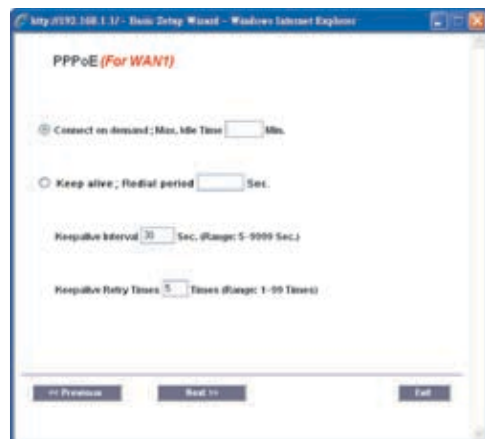 http://192.168.1.1/ - Basic Setup Wizard - Windows Internet Explorer
PPPoE (For WAN1)
Connect on demand ; Max. Idle Time Min.
Keep alive ; Redial period Sec.
Keepalive Interval 30 Sec. (Range: 5-9999 Sec.)
Keepalive Retry Times 5 Times (Range: 1-99 Times)
<< Previous Next >> Exit